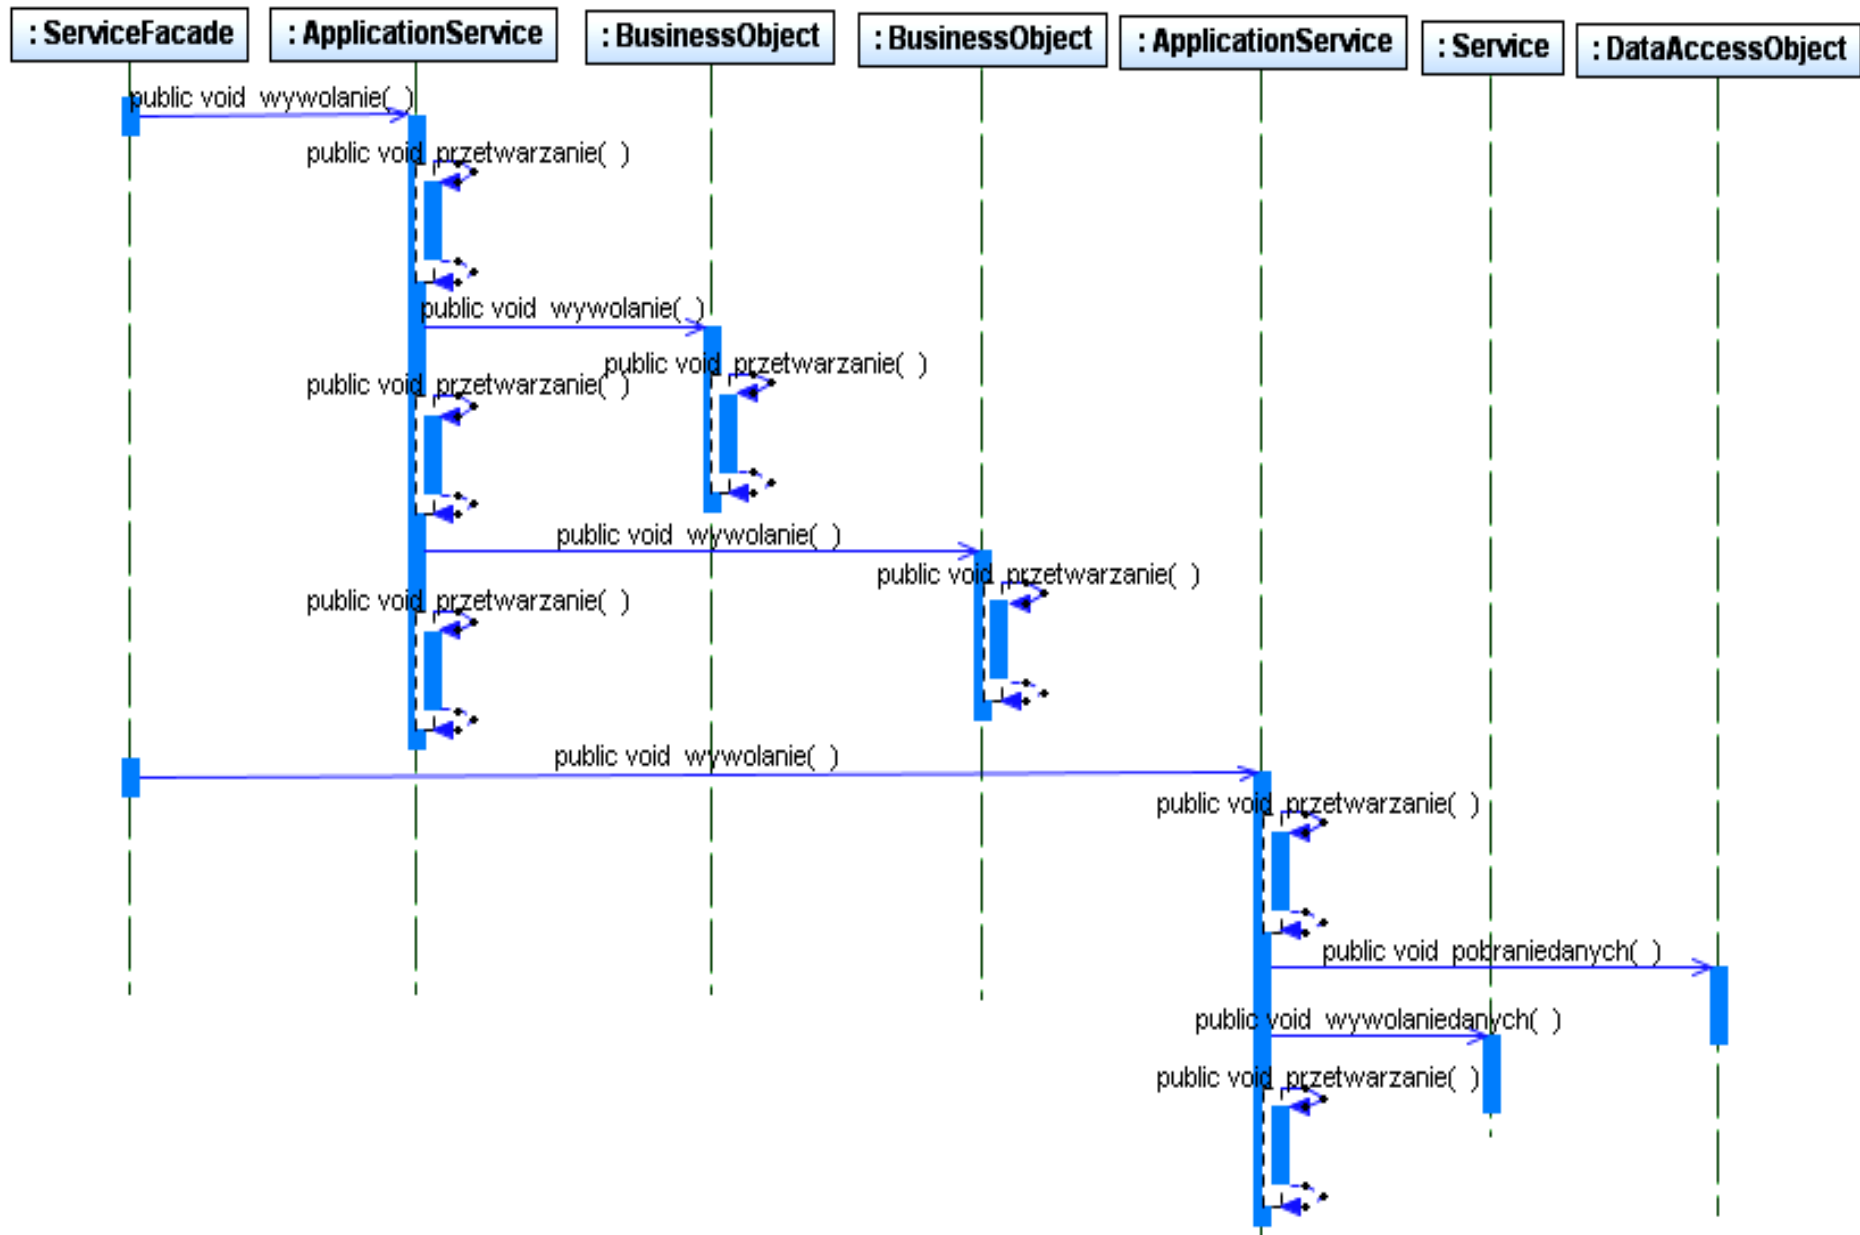 : ServiceFacade
: ApplicationService
: BusinessObject
: BusinessObject
: ApplicationService
: Service
: DataAccessObject
public void wywolanie( )
public void przetwarzanie( )
public void wywolanie( )
public void przetwarzanie( )
public void przetwarzanie( )
public void wywolanie( )
public void przetwarzanie( )
public void przetwarzanie( )
public void wywolanie( )
public void przetwarzanie( )
public void pobraniedanych( )
public void wywolaniedanych( )
public void przetwarzanie( )